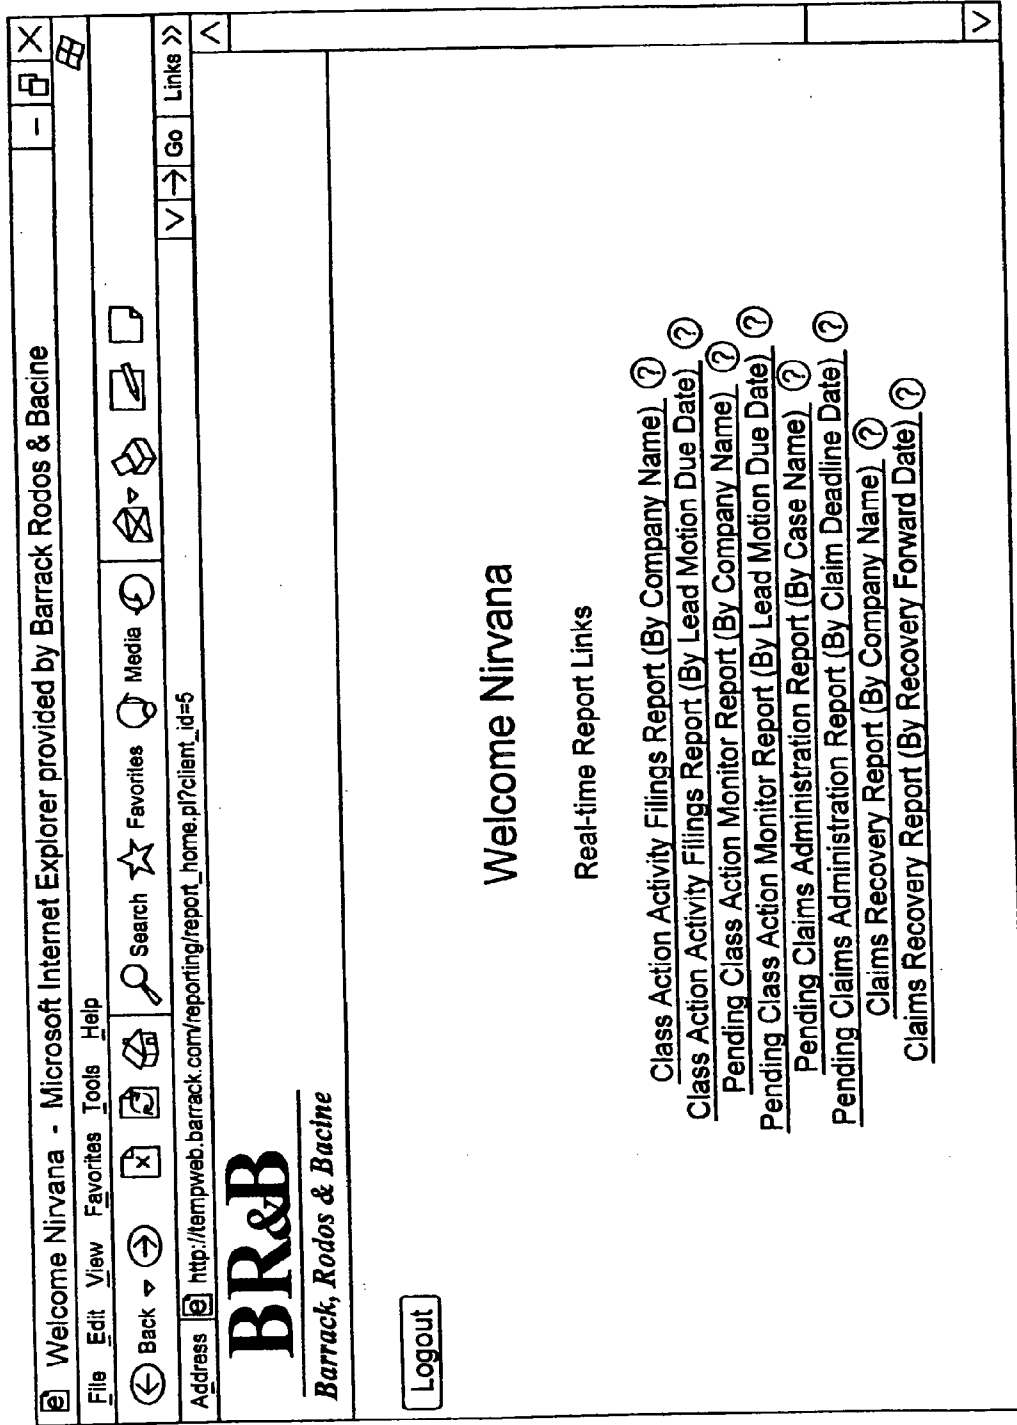 Welcome Nirvana - Microsoft Internet Explorer provided by Barrack Rodos & Bacine
File Edit View Favorites Tools Help
Back Search Favorites Media
Address http://tempweb.barrack.com/reporting/report_home.pl?client_id=5 Go Links >>
BR&B
Barrack, Rodos & Bacine
Logout
Welcome Nirvana
Real-time Report Links
Class Action Activity Filings Report (By Company Name) ?
Class Action Activity Filings Report (By Lead Motion Due Date) ?
Pending Class Action Monitor Report (By Company Name) ?
Pending Class Action Monitor Report (By Lead Motion Due Date) ?
Pending Claims Administration Report (By Case Name) ?
Pending Claims Administration Report (By Claim Deadline Date) ?
Claims Recovery Report (By Company Name) ?
Claims Recovery Report (By Recovery Forward Date) ?